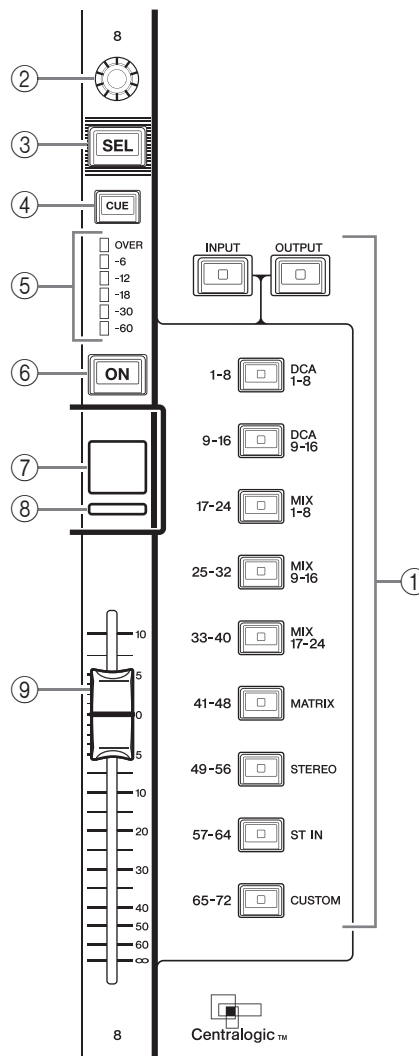 8
②
③ SEL
④ CUE
⑤
OVER
-6
-12
-18
-30
-60
⑥ ON
⑦
⑧
⑨
10
5
0
5
10
20
30
40
50
60
∞
8
INPUT OUTPUT
1-8 DCA 1-8
9-16 DCA 9-16
17-24 MIX 1-8
25-32 MIX 9-16
33-40 MIX 17-24
41-48 MATRIX
49-56 STEREO
57-64 ST IN
65-72 CUSTOM
①
Centralogic TM